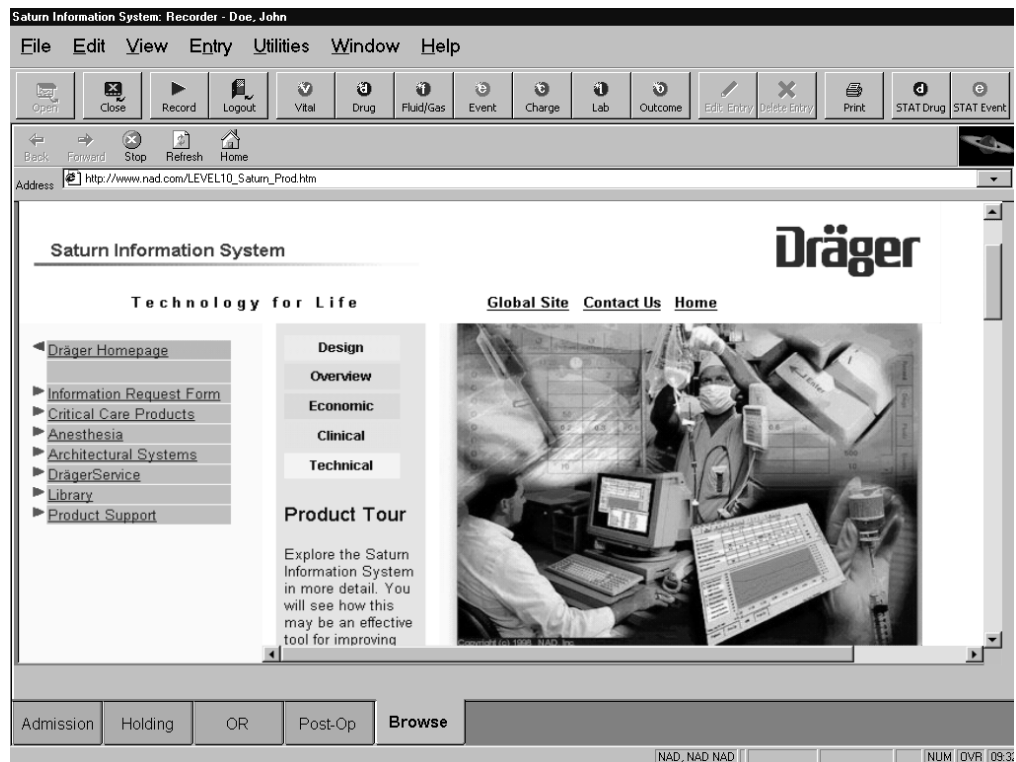 Saturn Information System: Recorder - Doe, John
File Edit View Entry Utilities Window Help
Open Close Record Logout Vital Drug Fluid/Gas Event Charge Lab Outcome Edit Entry Delete Entry Print STAT Drug STAT Event
Back Forward Stop Refresh Home
Address http://www.nad.com/LEVEL10_Saturn_Prod.htm
Saturn Information System
Dräger
Technology for Life
Global Site Contact Us Home
Dräger Homepage
Information Request Form
Critical Care Products
Anesthesia
Architectural Systems
DrägerService
Library
Product Support
Design
Overview
Economic
Clinical
Technical
Product Tour
Explore the Saturn
Information System
in more detail. You
will see how this
may be an effective
tool for improving
Enter
Copyright (c) 1998 NAD, Inc.
Admission Holding OR Post-Op Browse
NAD, NAD NAD NUM OVR